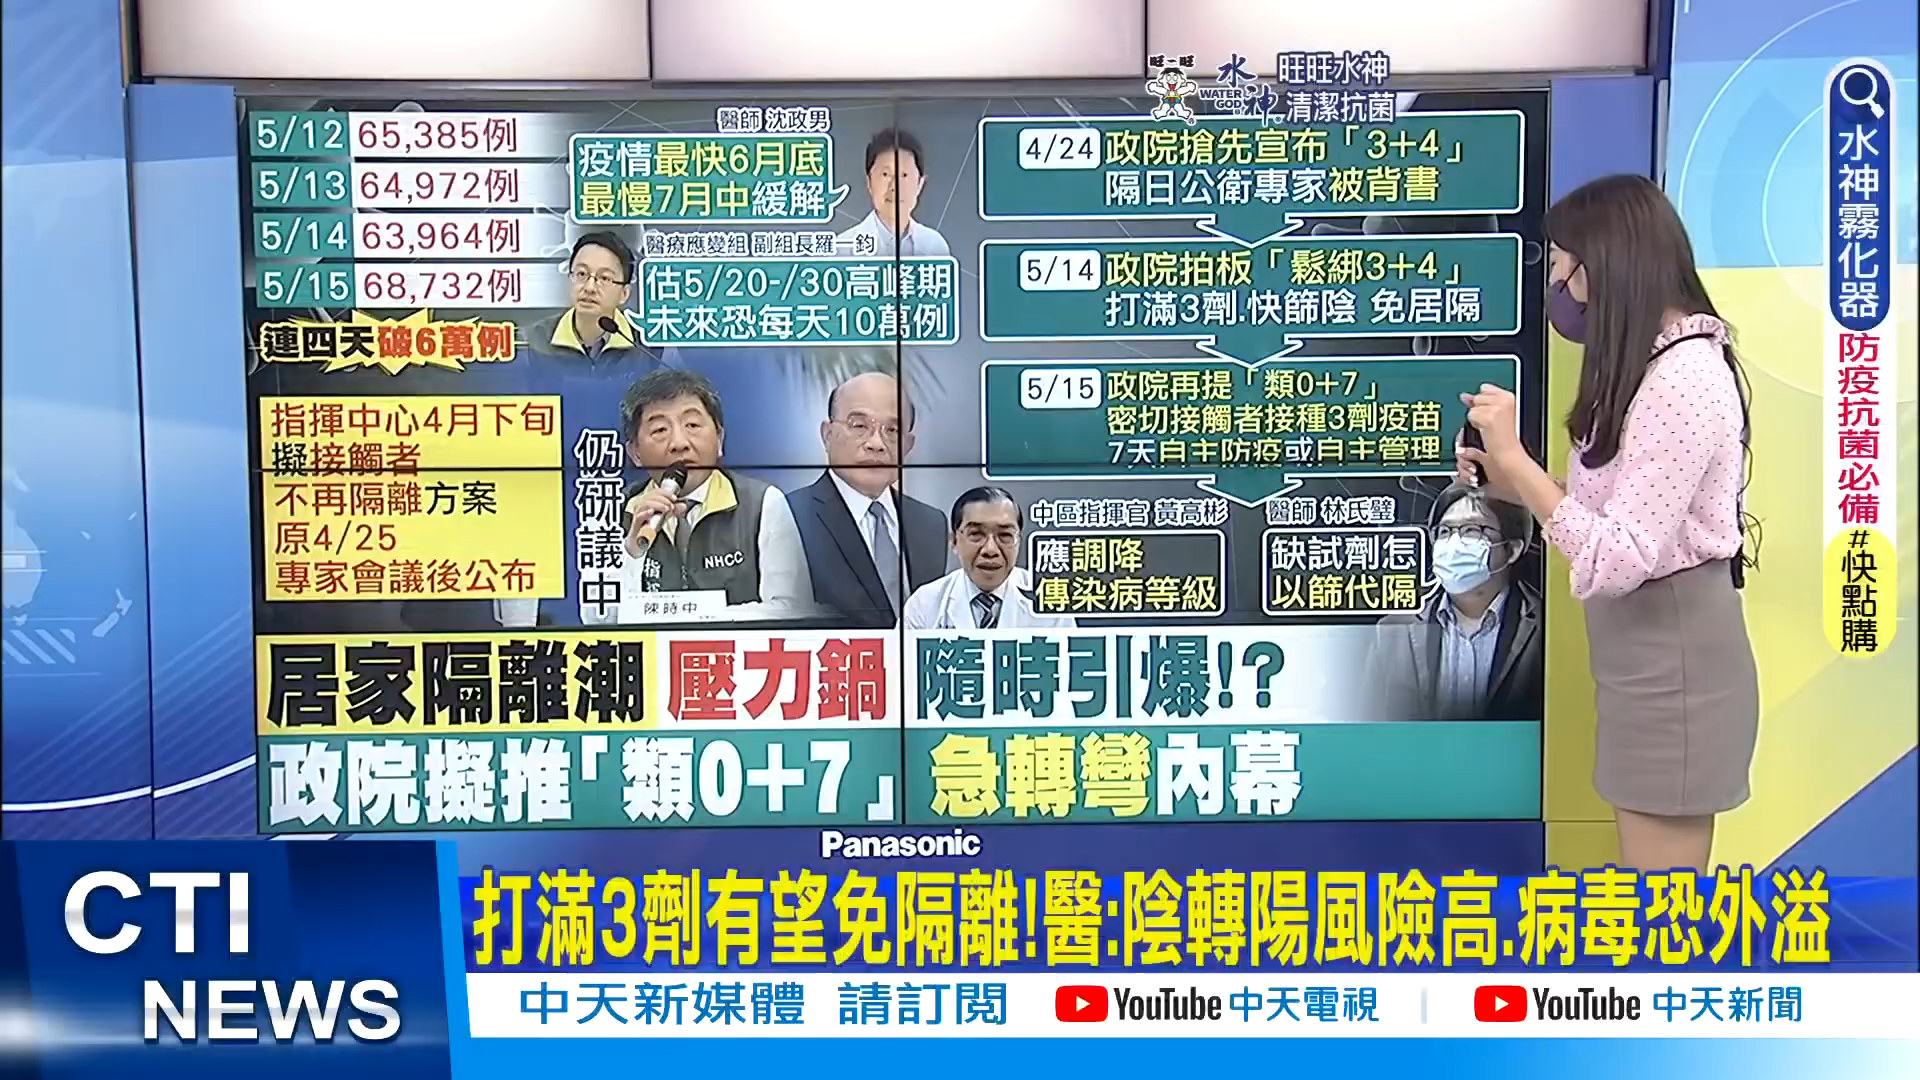 旺一旺
水神
WATER GOD
旺旺水神
清潔抗菌
5/12 65,385例
5/13 64,972例
5/14 63,964例
5/15 68,732例
連四天破6萬例
醫師 沈政男
疫情最快6月底
最慢7月中緩解
醫療應變組 副組長羅一鈞
估5/20-/30高峰期
未來恐每天10萬例
指揮中心4月下旬
擬接觸者
不再隔離方案
原4/25
專家會議後公布
仍研議中
NHCC
陳時中
4/24 政院搶先宣布「3+4」
隔日公衛專家被背書
5/14 政院拍板「鬆綁3+4」
打滿3劑.快篩陰 免居隔
5/15 政院再提「類0+7」
密切接觸者接種3劑疫苗
7天自主防疫或自主管理
中區指揮官 黃高彬
應調降
傳染病等級
醫師 林氏璧
缺試劑怎
以篩代隔
居家隔離潮 壓力鍋 隨時引爆!?
政院擬推「類0+7」急轉彎內幕
Panasonic
水神霧化器
防疫抗菌必備
#快點購
CTI
NEWS
打滿3劑有望免隔離!醫:陰轉陽風險高.病毒恐外溢
中天新媒體 請訂閱 YouTube 中天電視 | YouTube 中天新聞